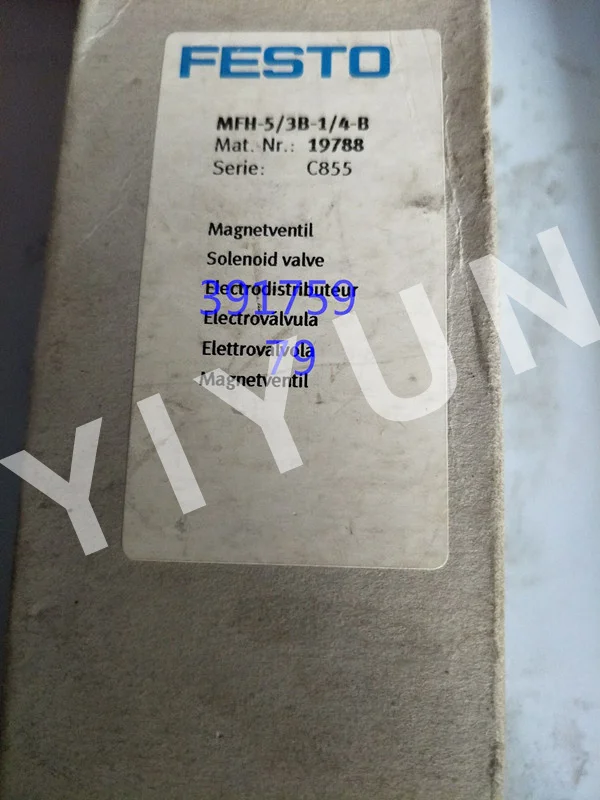 FESTO
MFH-5/3B-1/4-B
Mat. Nr.: 19788
Serie: C855
Magnetventil
Solenoid valve
Electrodistributeur
Electroválvula
Elettrovalvola
Magnetventil
391759
79
YIYUN